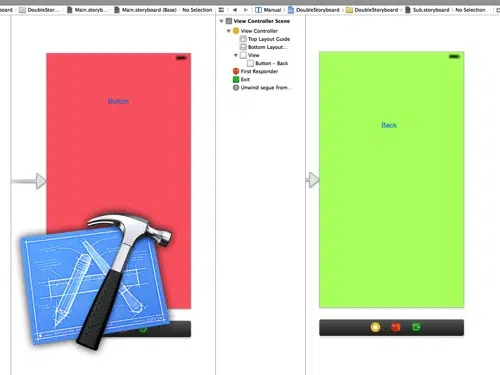 yboard
DoubleStor...
Main.storyb...
Main.storyboard (Base)
No Selection
Manual
DoubleStoryboard
DoubleStoryboard
Sub.storyboard
No Selection
View Controller Scene
View Controller
Top Layout Guide
Bottom Layout...
View
Button - Back
First Responder
Exit
Unwind segue from...
Button
Back